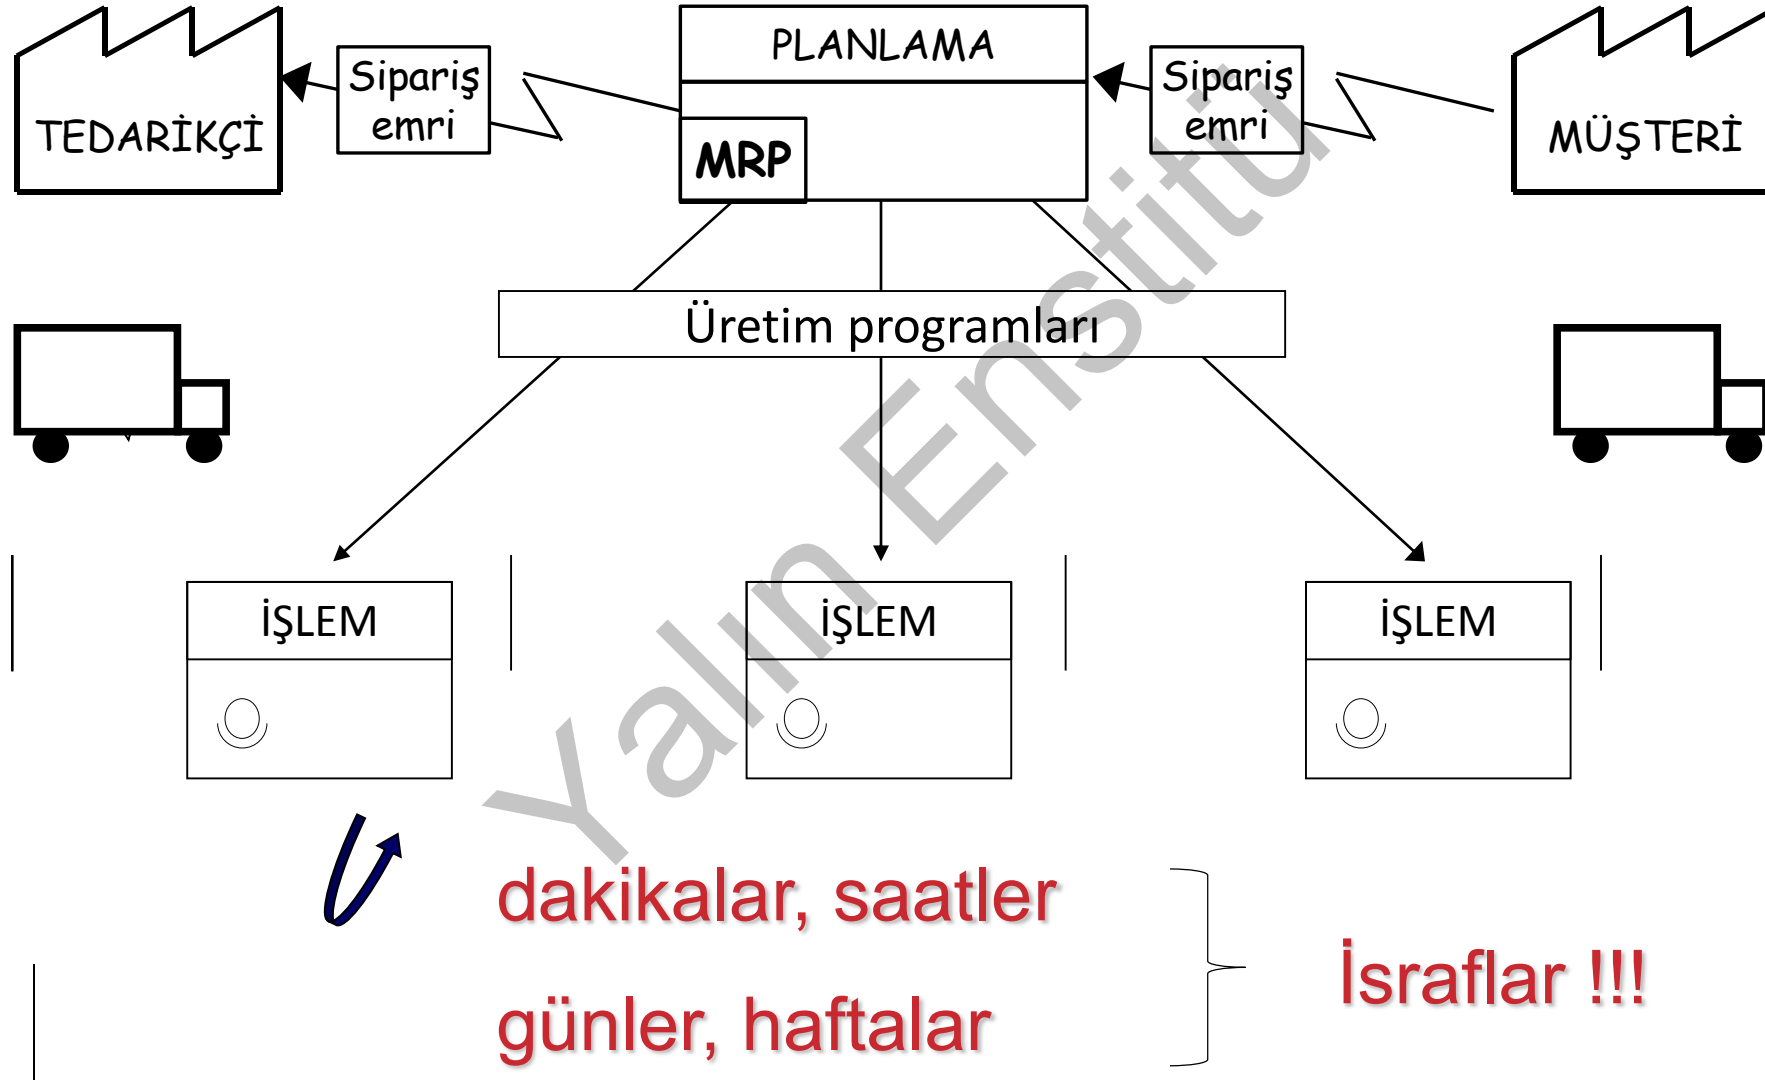 PLANLAMA
Sipariş
emri
Sipariş
emri
TEDARİKÇİ
MRP
MÜŞTERİ
Üretim programları
İŞLEM
İŞLEM
İŞLEM
dakikalar, saatler
günler, haftalar
İsraflar !!!
Yalın Enstitü